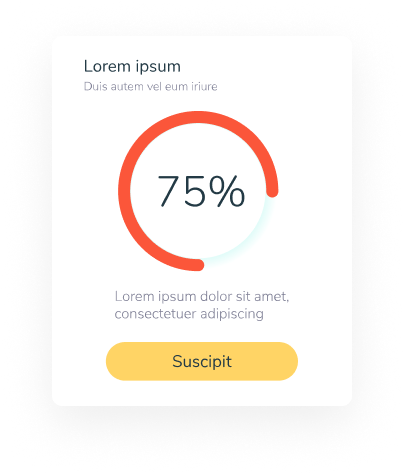 Lorem ipsum
Duis autem vel eum iriure
75%
Lorem ipsum dolor sit amet,
consectetuer adipiscing
Suscipit